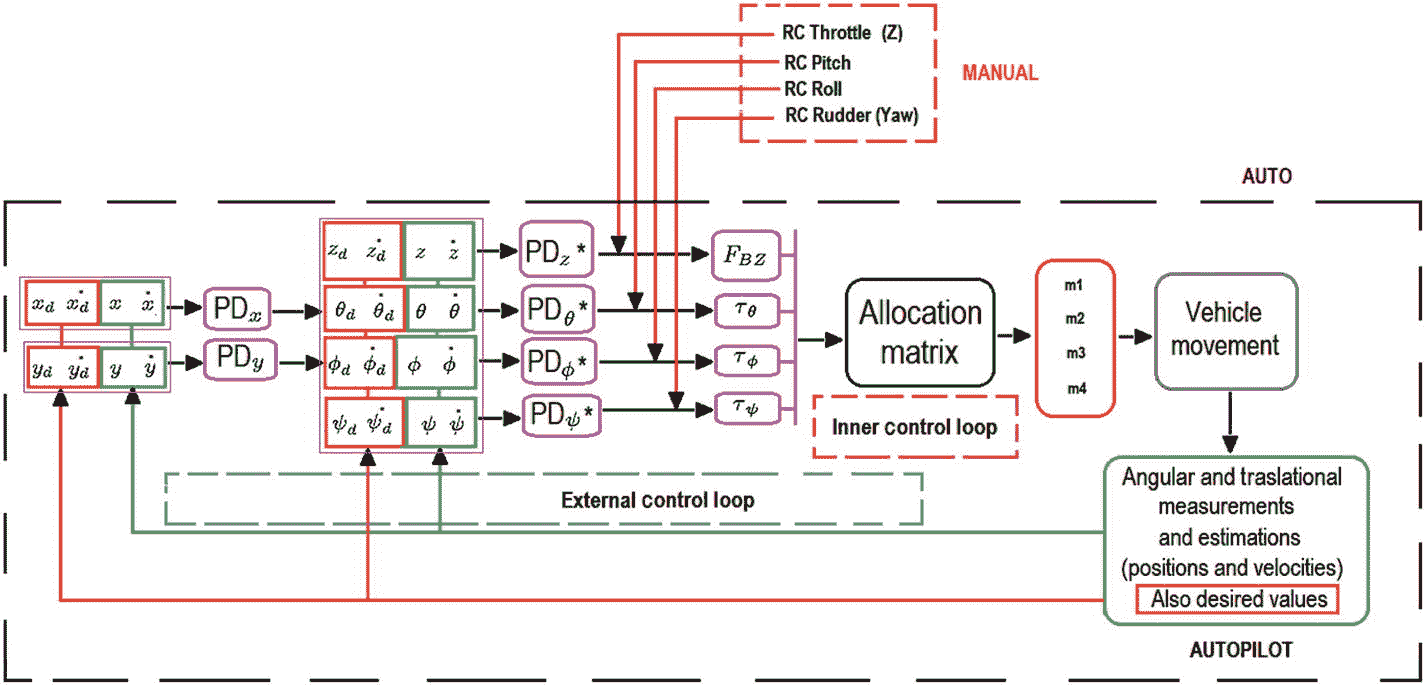 RC Throttle (Z)
RC Pitch
RC Roll
RC Rudder (Yaw)
MANUAL
AUTO
x_d ẋ_d x ẋ
y_d ẏ_d y ẏ
PD_x
PD_y
z_d ż_d z ż
θ_d θ̇_d θ θ̇
ϕ_d ϕ̇_d ϕ ϕ̇
ψ_d ψ̇_d ψ ψ̇
PD_z*
PD_θ*
PD_ϕ*
PD_ψ*
F_BZ
τ_θ
τ_ϕ
τ_ψ
Allocation
matrix
m1
m2
m3
m4
Vehicle
movement
Inner control loop
External control loop
Angular and traslational
measurements
and estimations
(positions and velocities)
Also desired values
AUTOPILOT